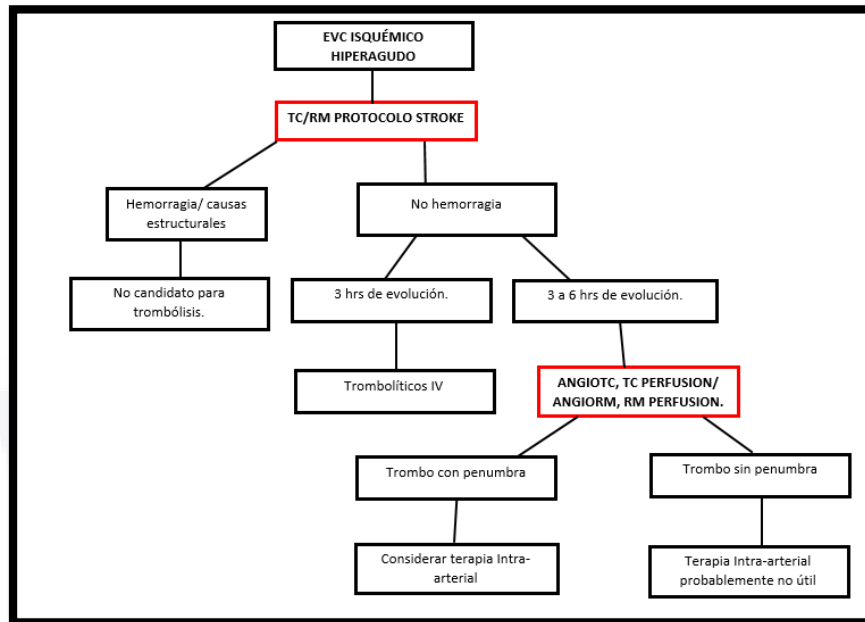 EVC ISQUÉMICO
HIPERAGUDO
TC/RM PROTOCOLO STROKE
Hemorragia/ causas
estructurales
No hemorragia
No candidato para
trombólisis.
3 hrs de evolución.
3 a 6 hrs de evolución.
Trombolíticos IV
ANGIOTC, TC PERFUSION/
ANGIORM, RM PERFUSION.
Trombo con penumbra
Trombo sin penumbra
Considerar terapia Intra-
arterial
Terapia Intra-arterial
probablemente no útil